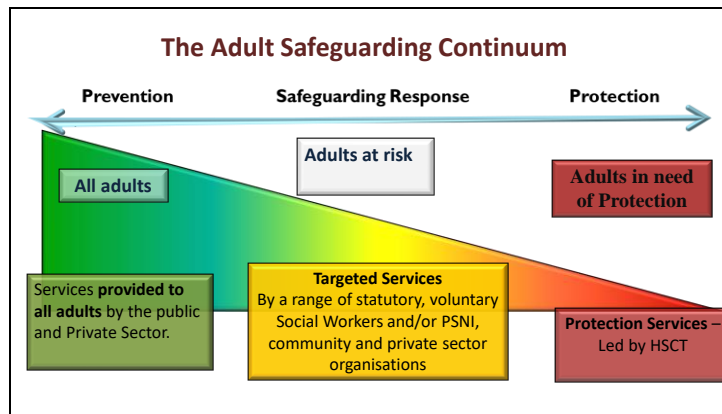 The Adult Safeguarding Continuum
Prevention
Safeguarding Response
Protection
All adults
Adults at risk
Adults in need
of Protection
Services provided to
all adults by the public
and Private Sector.
Targeted Services
By a range of statutory, voluntary
Social Workers and/or PSNI,
community and private sector
organisations
Protection Services –
Led by HSCT